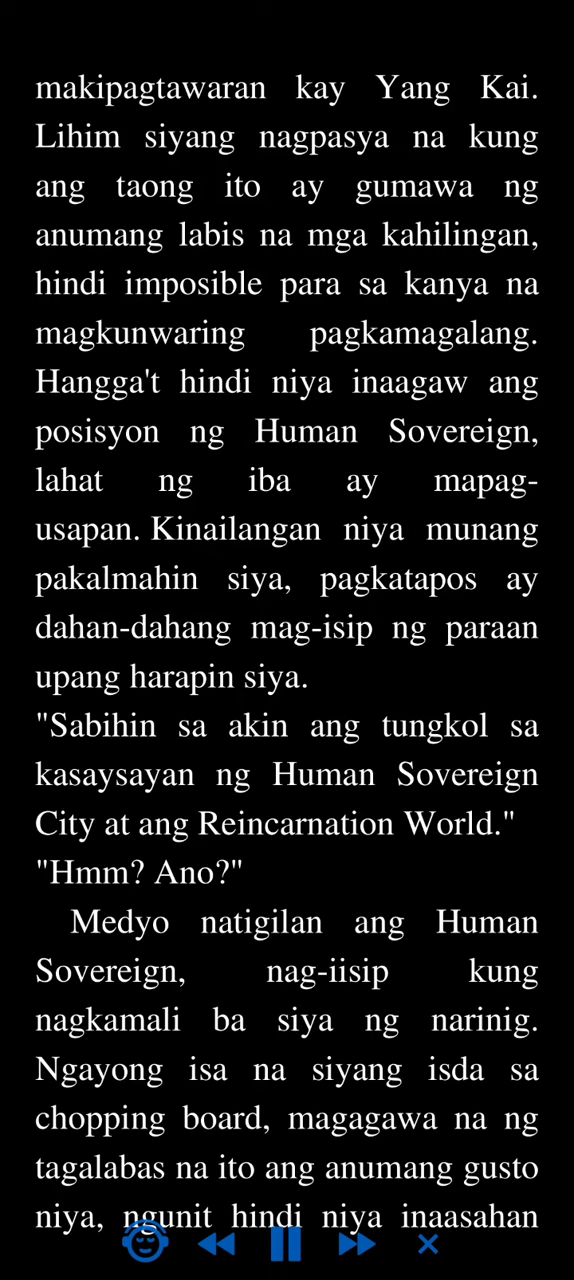 makipagtawaran kay Yang Kai.
Lihim siyang nagpasya na kung
ang taong ito ay gumawa ng
anumang labis na mga kahilingan,
hindi imposible para sa kanya na
magkunwaring pagkamagalang.
Hangga't hindi niya inaagaw ang
posisyon ng Human Sovereign,
lahat ng iba ay mapag-
usapan. Kinailangan niya munang
pakalmahin siya, pagkatapos ay
dahan-dahang mag-isip ng paraan
upang harapin siya.
"Sabihin sa akin ang tungkol sa
kasaysayan ng Human Sovereign
City at ang Reincarnation World."
"Hmm? Ano?"
Medyo natigilan ang Human
Sovereign, nag-iisip kung
nagkamali ba siya ng narinig.
Ngayong isa na siyang isda sa
chopping board, magagawa na ng
tagalabas na ito ang anumang gusto
niya, ngunit hindi niya inaasahan